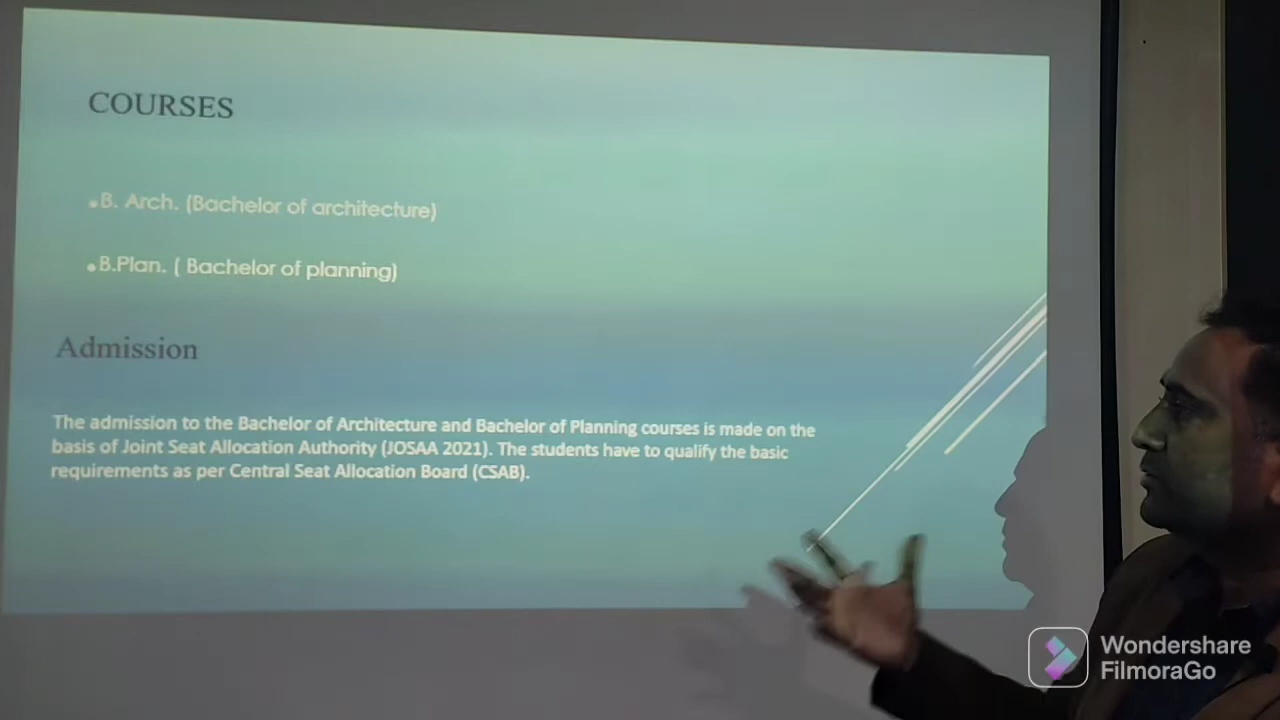 COURSES
•B. Arch. (Bachelor of architecture)
•B.Plan. ( Bachelor of planning)
Admission
The admission to the Bachelor of Architecture and Bachelor of Planning courses is made on the
basis of Joint Seat Allocation Authority (JOSAA 2021). The students have to qualify the basic
requirements as per Central Seat Allocation Board (CSAB).
Wondershare
FilmoraGo